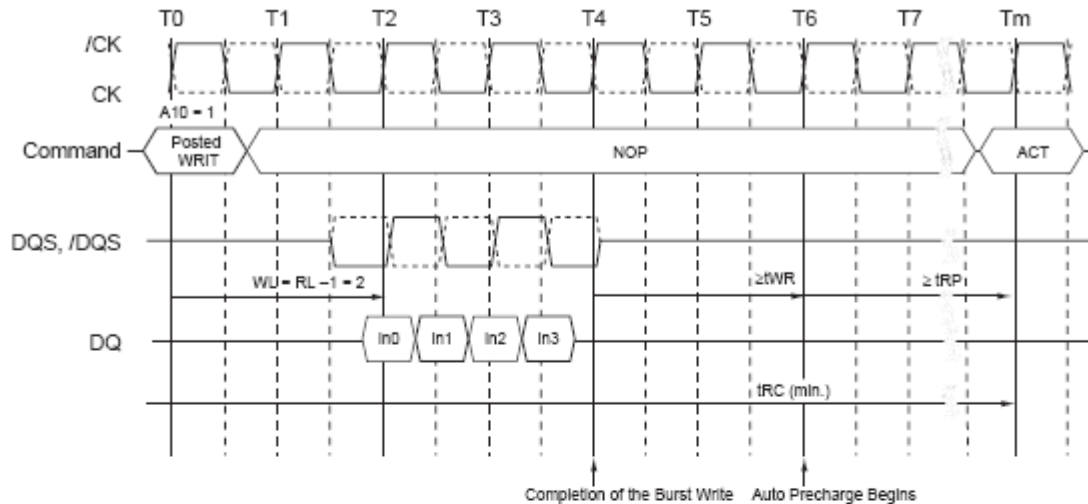 T0 T1 T2 T3 T4 T5 T6 T7 Tm
/CK
CK
A10 = 1
Command
Posted
WRIT
NOP
ACT
DQS, /DQS
WU = RL –1 = 2
≥tWR
≥ tRP
DQ
In0 In1 In2 In3
tRC (min.)
Completion of the Burst Write
Auto Precharge Begins